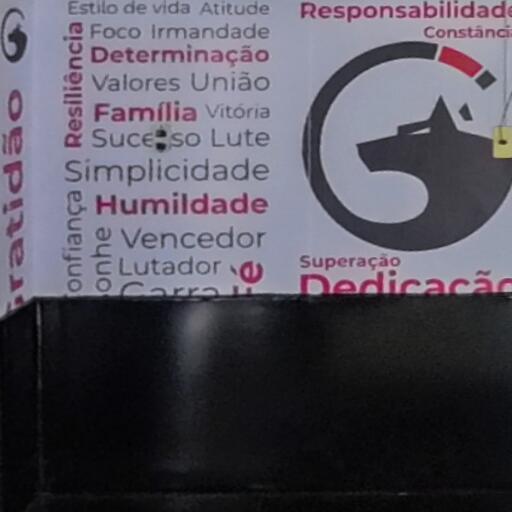 Estilo de vida Atitude
Foco Irmandade
Determinação
Valores União
Família Vitória
Sucesso Lute
Simplicidade
Humildade
Vencedor
Lutador
Garra
Resiliência
Responsabilidade
Constância
Superação
Dedicação